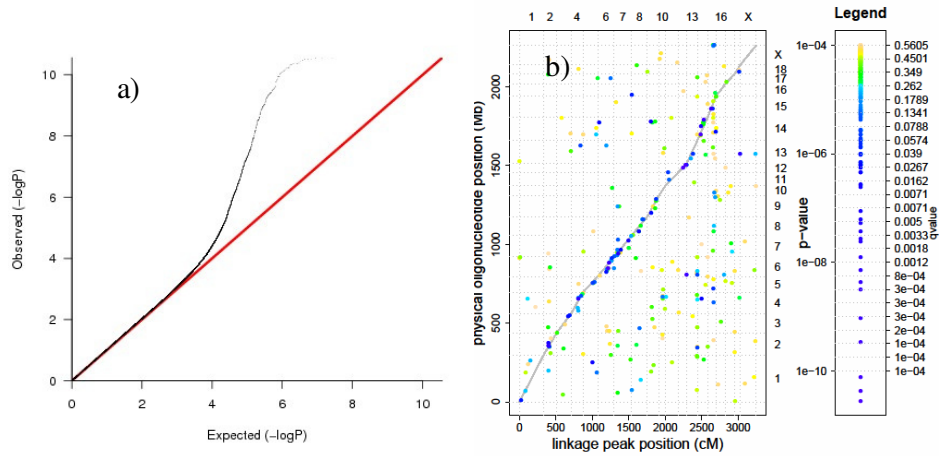 a)
10
8
6
4
2
0
0 2 4 6 8 10
Observed (-logP)
Expected (-logP)
b)
1 2 4 6 7 8 10 13 16 X
2000
1500
1000
500
0
physical oligonucleotide position (MB)
X
18
17
16
15
14
13
12
11
10
9
8
7
6
5
4
3
2
1
0 500 1000 1500 2000 2500 3000
linkage peak position (cM)
Legend
p-value
1e-04
1e-06
1e-08
1e-10
0.5605
0.4501
0.349
0.262
0.1789
0.1341
0.0788
0.0574
0.039
0.0267
0.0162
0.0071
0.0071
0.005
0.0033
0.0018
0.0012
8e-04
3e-04
3e-04
2e-04
1e-04
1e-04
1e-04
qvalue